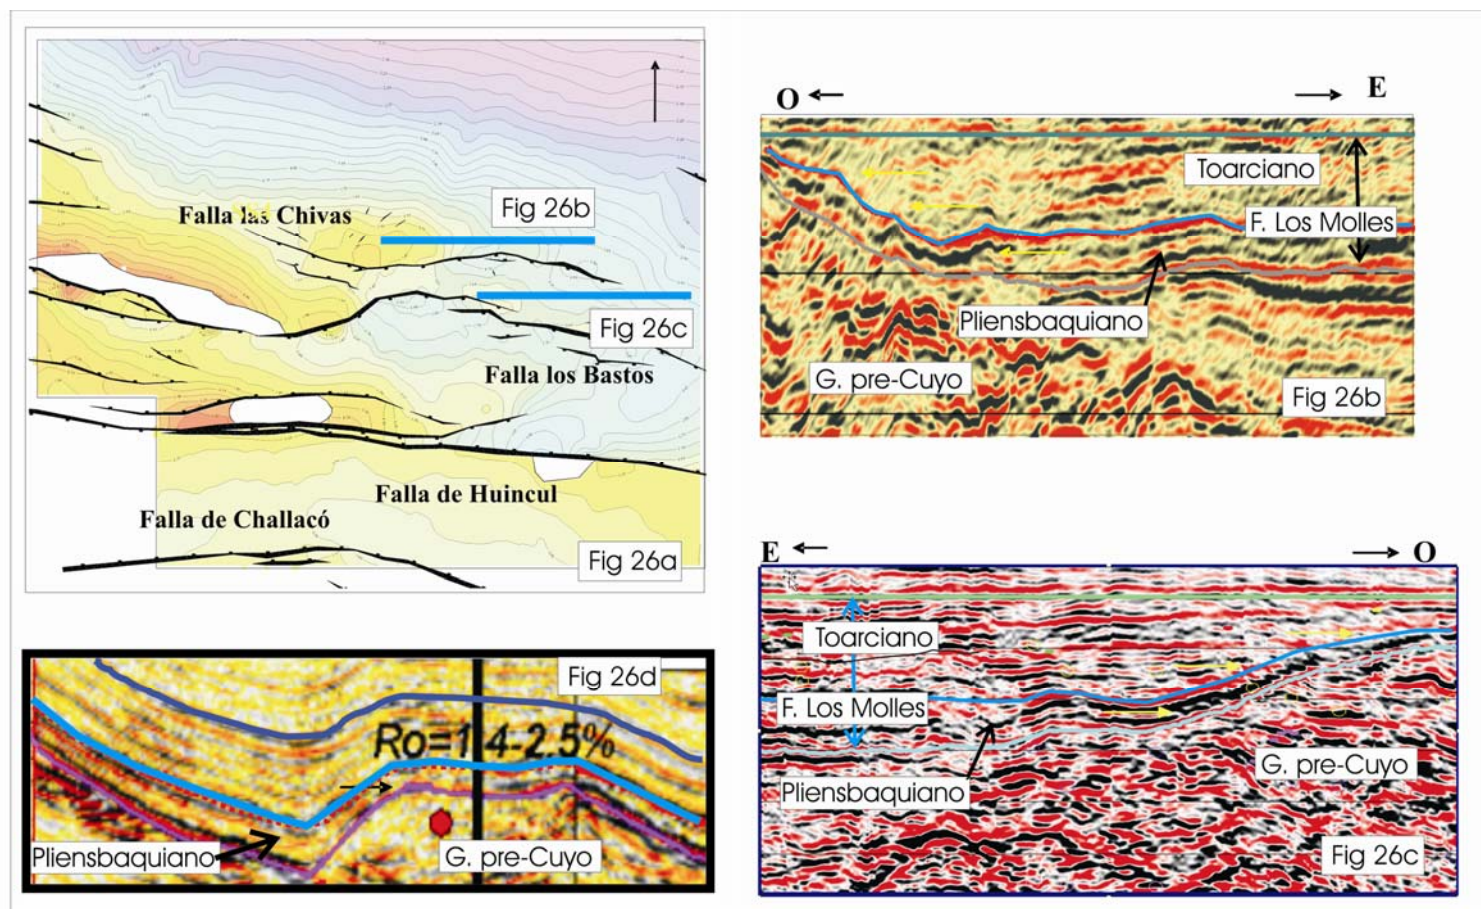 Falla las Chivas
Fig 26b
Fig 26c
Falla los Bastos
Falla de Huincul
Falla de Challacó
Fig 26a
O
E
Toarciano
F. Los Molles
Pliensbaquiano
G. pre-Cuyo
Fig 26b
Fig 26d
Ro=1.4-2.5%
Pliensbaquiano
G. pre-Cuyo
E
O
Toarciano
F. Los Molles
G. pre-Cuyo
Pliensbaquiano
Fig 26c